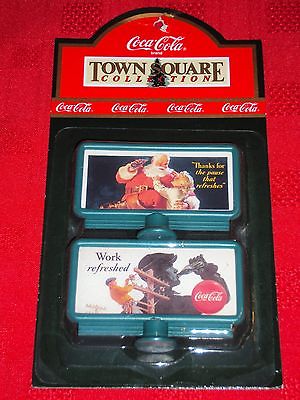 Coca-Cola
brand
TOWN SQUARE
COLLECTION
Coca-Cola Coca-Cola Coca-Cola Coca-Cola
"Thanks for
the pause
that
refreshes"
Work
refreshed
Coca-Cola